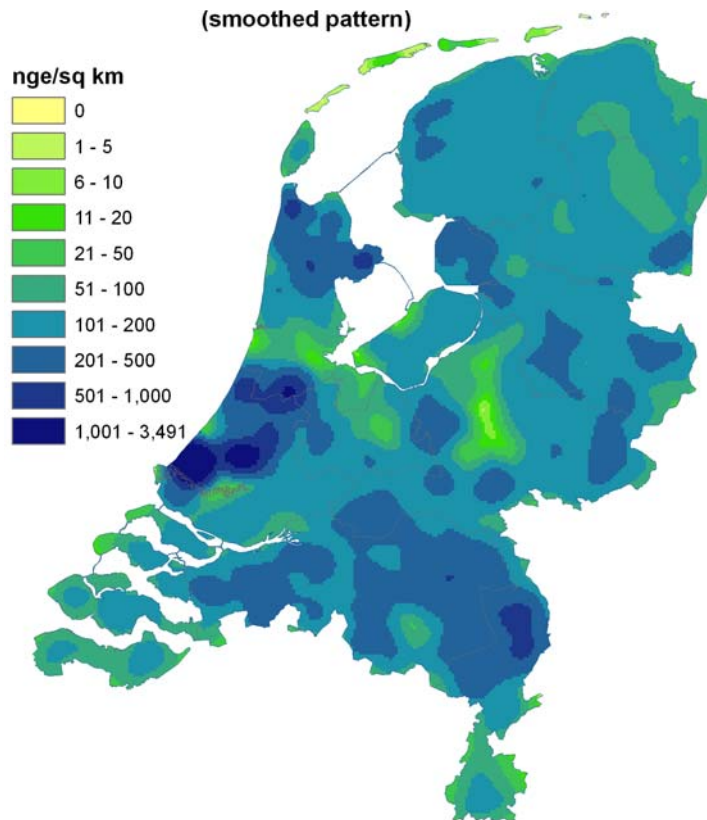 (smoothed pattern)
nge/sq km
0
1 - 5
6 - 10
11 - 20
21 - 50
51 - 100
101 - 200
201 - 500
501 - 1,000
1,001 - 3,491